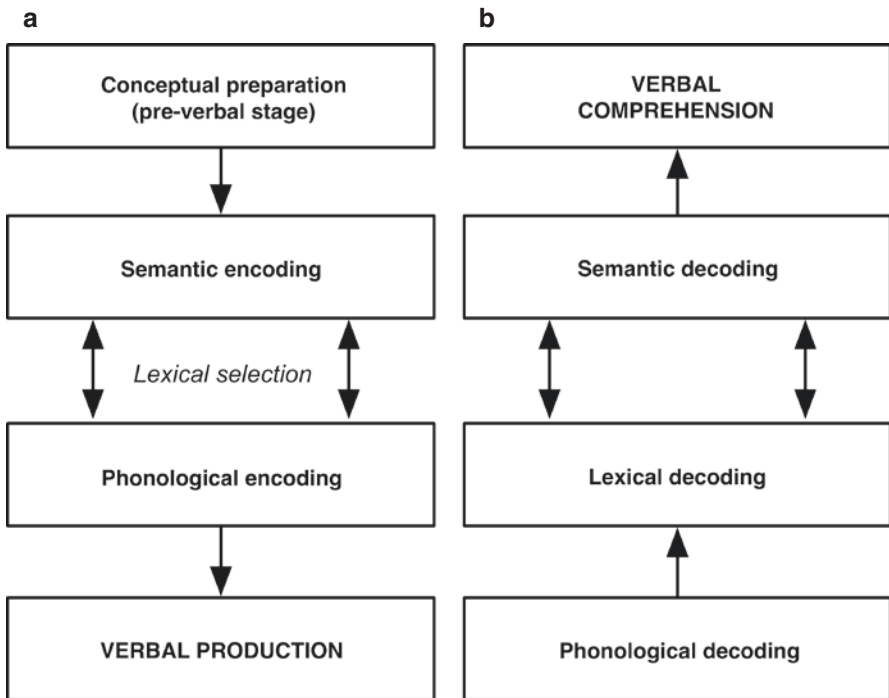 a
Conceptual preparation
(pre-verbal stage)
Semantic encoding
Lexical selection
Phonological encoding
VERBAL PRODUCTION
b
VERBAL
COMPREHENSION
Semantic decoding
Lexical decoding
Phonological decoding